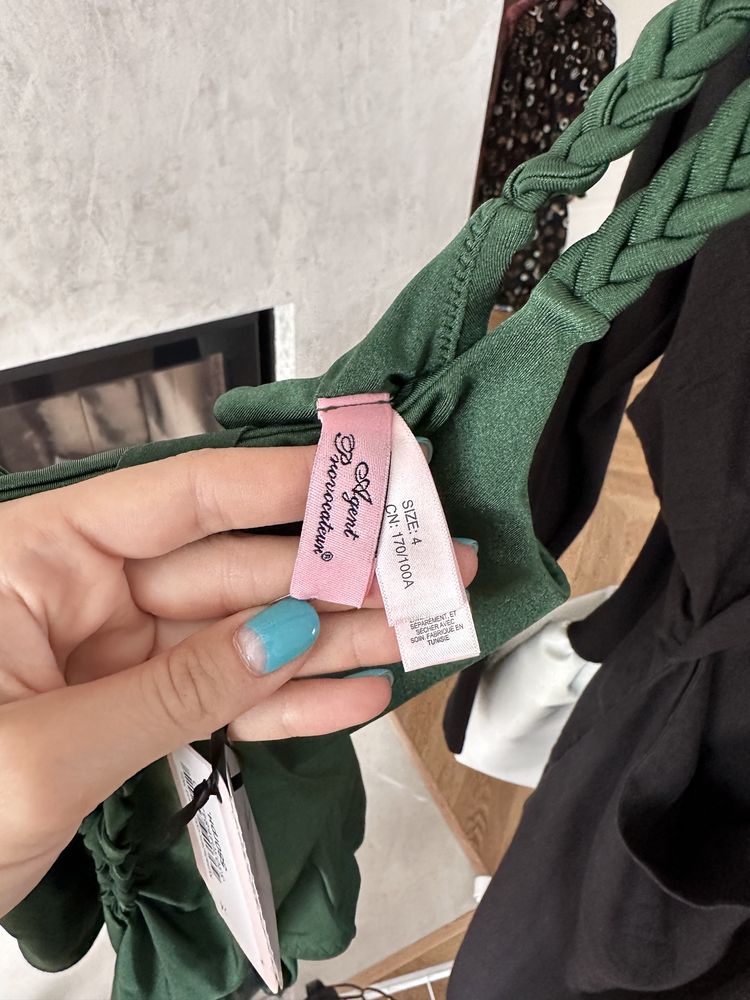 Agent
Provocateur®
SIZE: 4
CN: 170/100A
SÉPARÉMENT, ET
SÉCHER AVEC
SOIN. FABRIQUÉ EN
TUNISIE